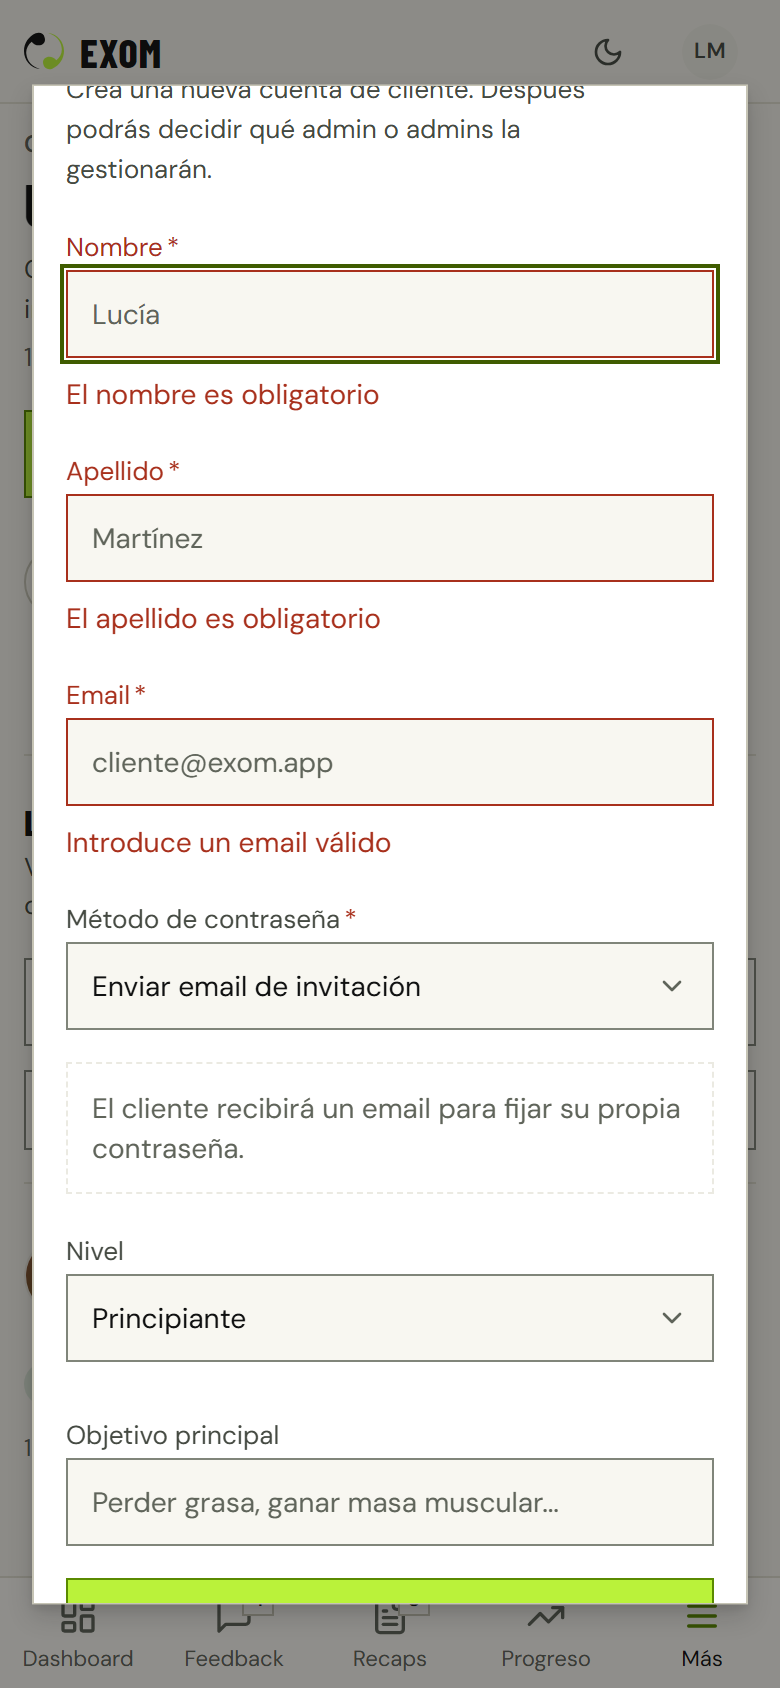 EXOM
LM
Crea una nueva cuenta de cliente. Después
podrás decidir qué admin o admins la
gestionarán.
Nombre *
Lucía
El nombre es obligatorio
Apellido *
Martínez
El apellido es obligatorio
Email *
cliente@exom.app
Introduce un email válido
Método de contraseña *
Enviar email de invitación
El cliente recibirá un email para fijar su propia
contraseña.
Nivel
Principiante
Objetivo principal
Perder grasa, ganar masa muscular...
Dashboard
Feedback
Recaps
Progreso
Más